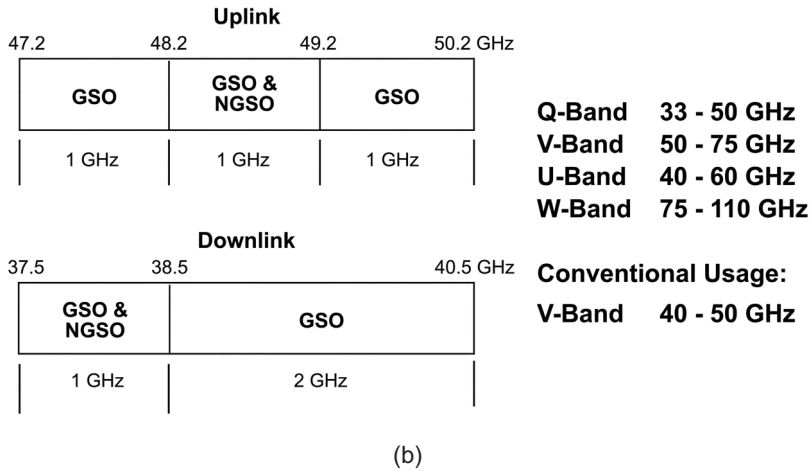 Uplink
47.2 48.2 49.2 50.2 GHz
GSO
GSO &
NGSO
GSO
1 GHz 1 GHz 1 GHz
Downlink
37.5 38.5 40.5 GHz
GSO &
NGSO
GSO
1 GHz 2 GHz
Q-Band 33 - 50 GHz
V-Band 50 - 75 GHz
U-Band 40 - 60 GHz
W-Band 75 - 110 GHz
Conventional Usage:
V-Band 40 - 50 GHz
(b)